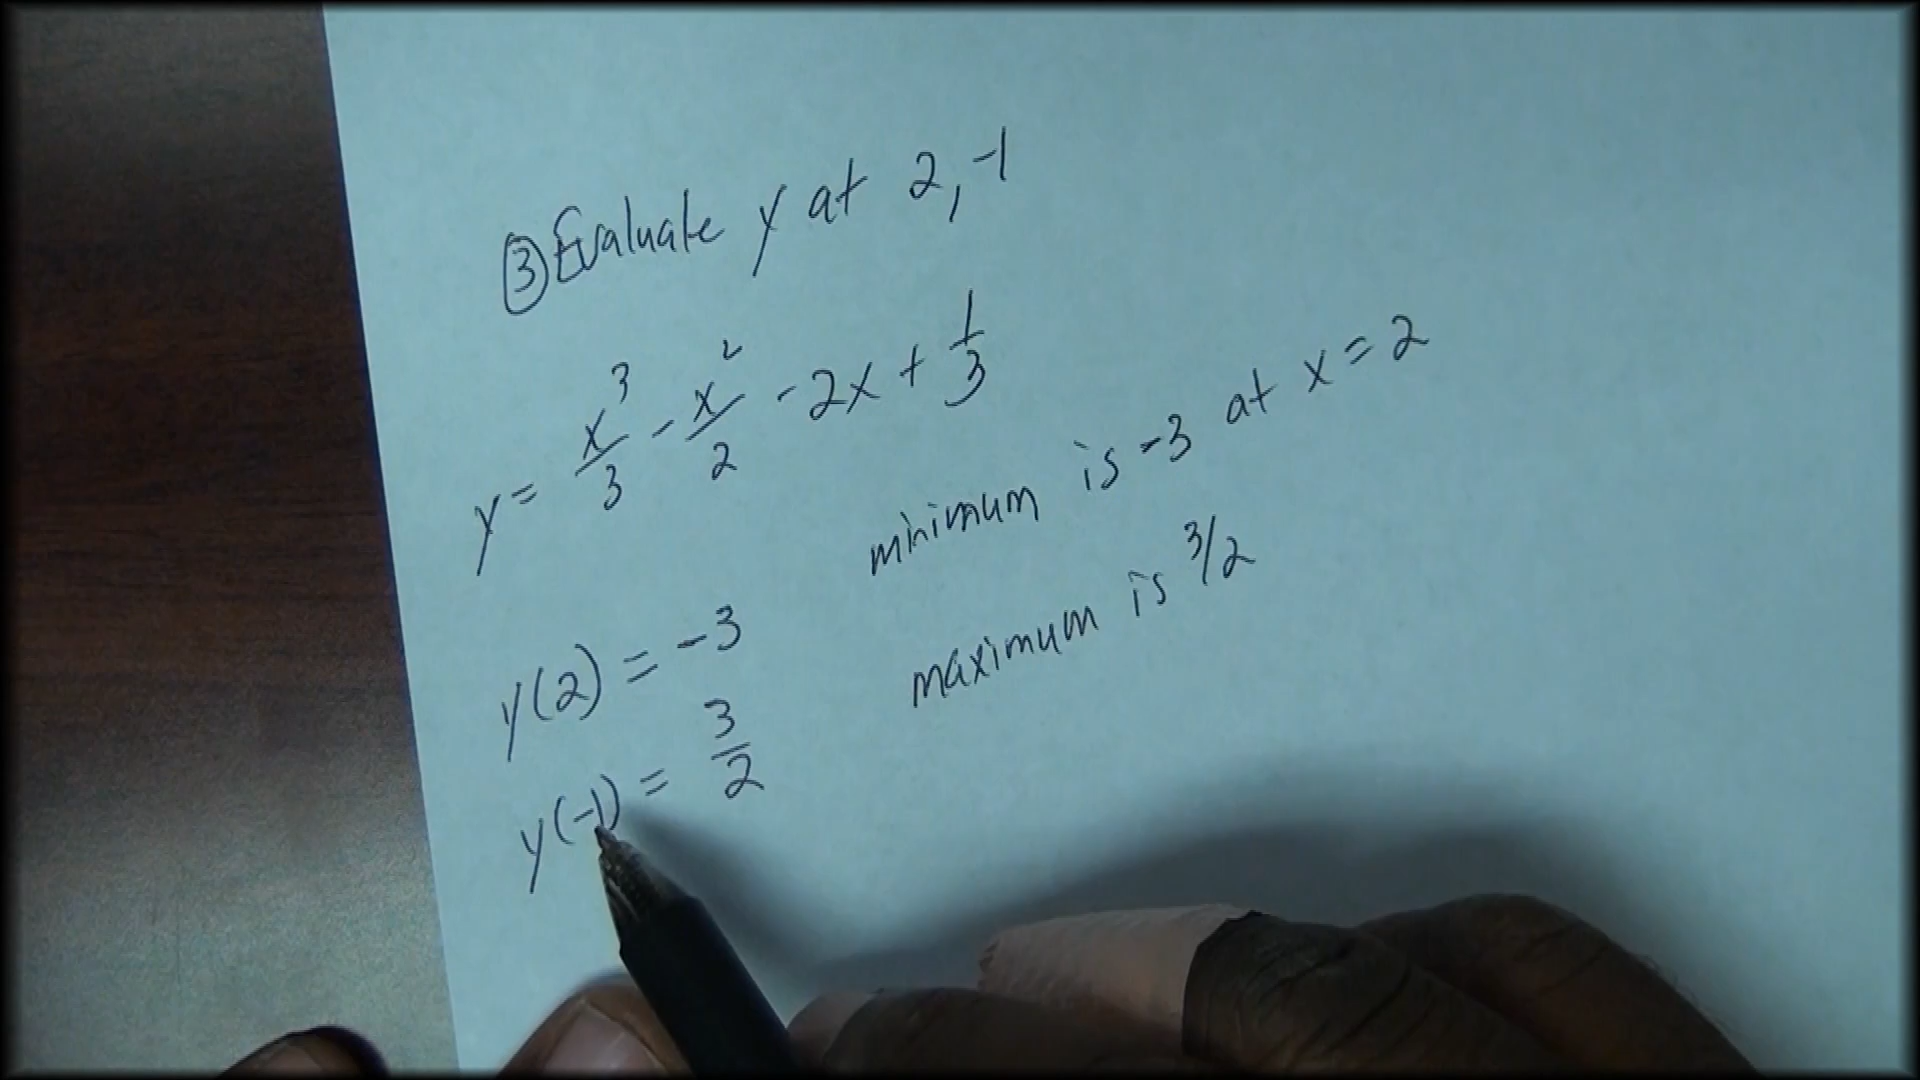 ③ Evaluate y at 2, -1
y = x³/3 - x²/2 - 2x + 1/3
minimum is -3 at x = 2
maximum is 3/2
y(2) = -3
y(-1) = 3/2